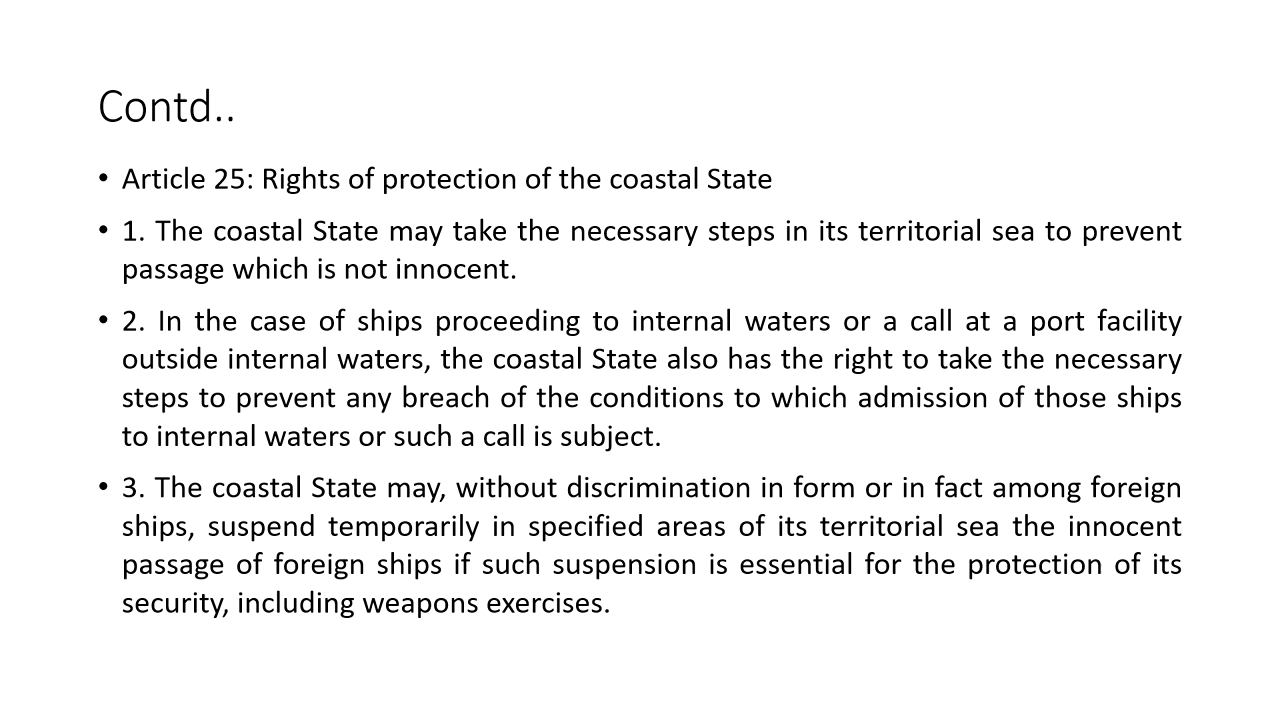 Contd..
• Article 25: Rights of protection of the coastal State
• 1. The coastal State may take the necessary steps in its territorial sea to prevent
passage which is not innocent.
• 2. In the case of ships proceeding to internal waters or a call at a port facility
outside internal waters, the coastal State also has the right to take the necessary
steps to prevent any breach of the conditions to which admission of those ships
to internal waters or such a call is subject.
• 3. The coastal State may, without discrimination in form or in fact among foreign
ships, suspend temporarily in specified areas of its territorial sea the innocent
passage of foreign ships if such suspension is essential for the protection of its
security, including weapons exercises.